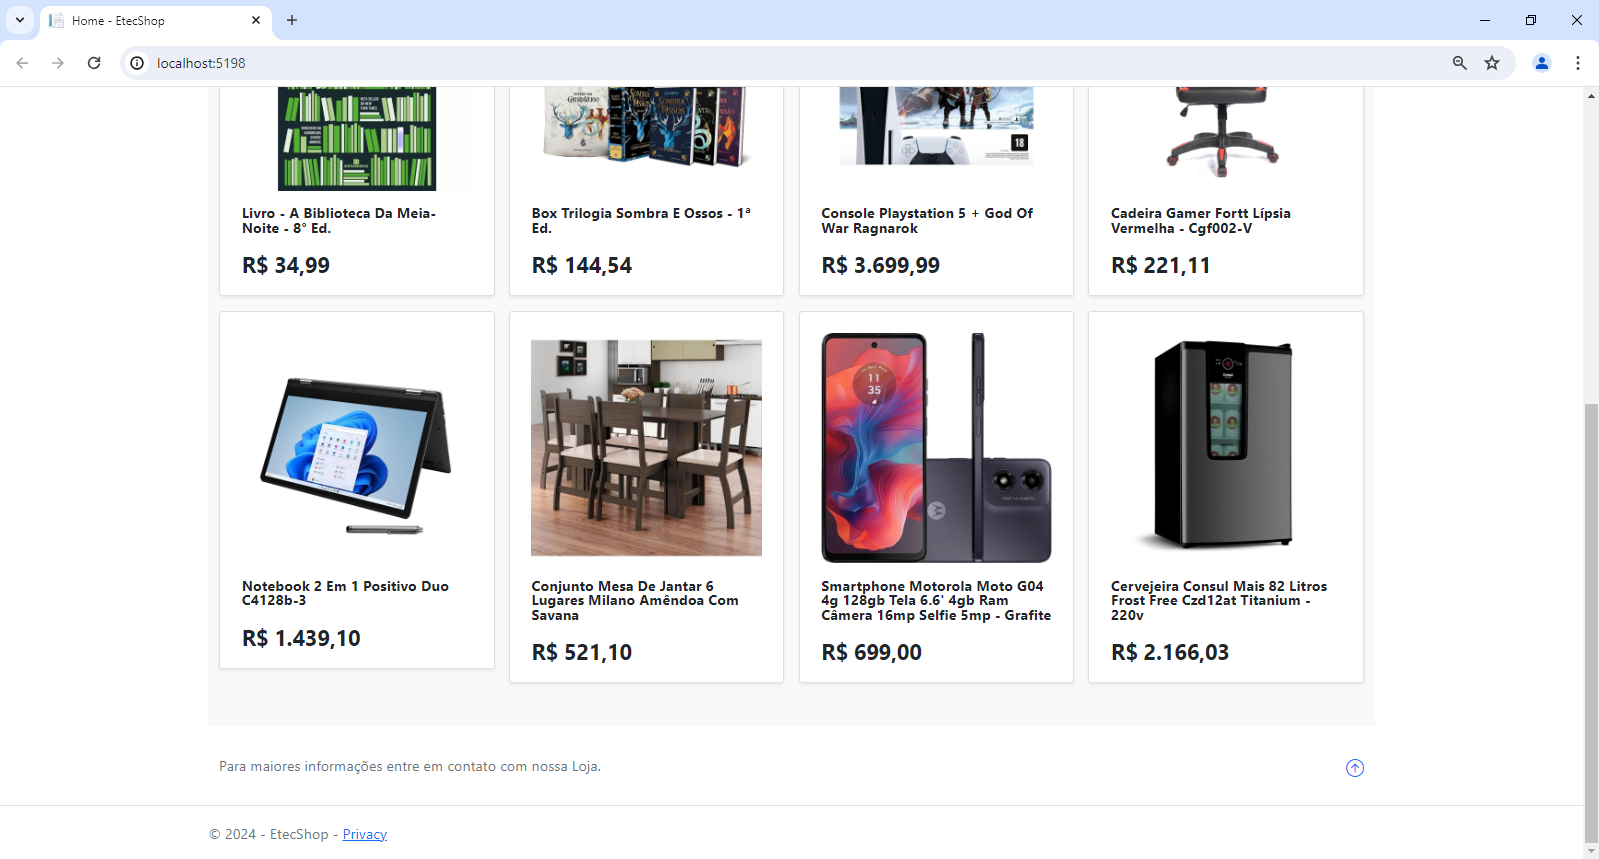 Home - EtecShop
localhost:5198
SOMBRA
OSSOS
18
Livro - A Biblioteca Da Meia-
Noite - 8° Ed.
R$ 34,99
Box Trilogia Sombra E Ossos - 1ª
Ed.
R$ 144,54
Console Playstation 5 + God Of
War Ragnarok
R$ 3.699,99
Cadeira Gamer Fortt Lípsia
Vermelha - Cgf002-V
R$ 221,11
11
35
Notebook 2 Em 1 Positivo Duo
C4128b-3
R$ 1.439,10
Conjunto Mesa De Jantar 6
Lugares Milano Amêndoa Com
Savana
R$ 521,10
Smartphone Motorola Moto G04
4g 128gb Tela 6.6' 4gb Ram
Câmera 16mp Selfie 5mp - Grafite
R$ 699,00
Cervejeira Consul Mais 82 Litros
Frost Free Czd12at Titanium -
220v
R$ 2.166,03
Para maiores informações entre em contato com nossa Loja.
© 2024 - EtecShop - Privacy